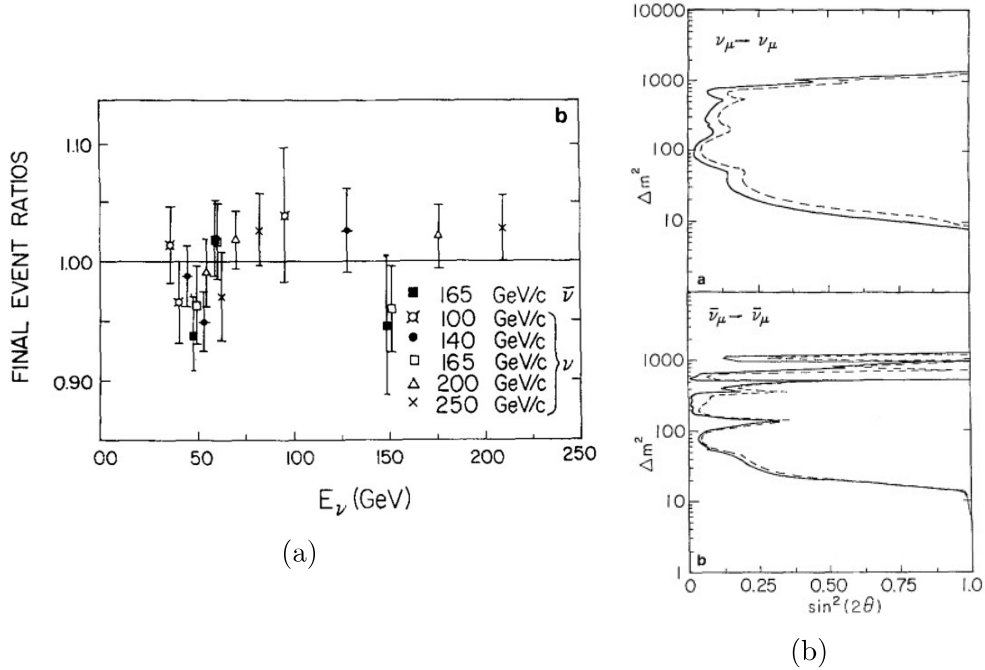 b
FINAL EVENT RATIOS
1.10
1.00
0.90
165 GeV/c ν̄
100 GeV/c
140 GeV/c
165 GeV/c ν
200 GeV/c
250 GeV/c
00 50 100 150 200 250
E_ν (GeV)
(a)
10000
ν_μ → ν_μ
1000
Δm²
100
10
a
ν̄_μ → ν̄_μ
1000
Δm²
100
10
b
1
0 0.25 0.50 0.75 1.0
sin²(2θ)
(b)